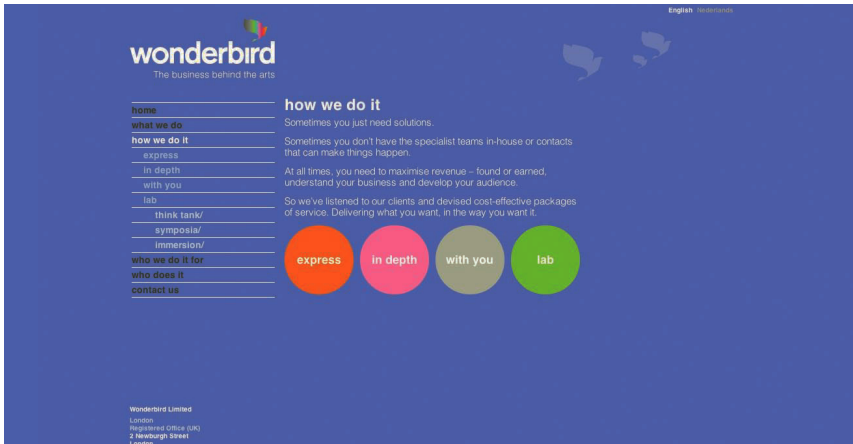 English Nederlands
wonderbird
The business behind the arts
home
what we do
how we do it
express
in depth
with you
lab
think tank/
symposia/
immersion/
who we do it for
who does it
contact us
how we do it
Sometimes you just need solutions.
Sometimes you don't have the specialist teams in-house or contacts
that can make things happen.
At all times, you need to maximise revenue – found or earned,
understand your business and develop your audience.
So we've listened to our clients and devised cost-effective packages
of service. Delivering what you want, in the way you want it.
express in depth with you lab
Wonderbird Limited
London
Registered Office (UK)
2 Newburgh Street
London